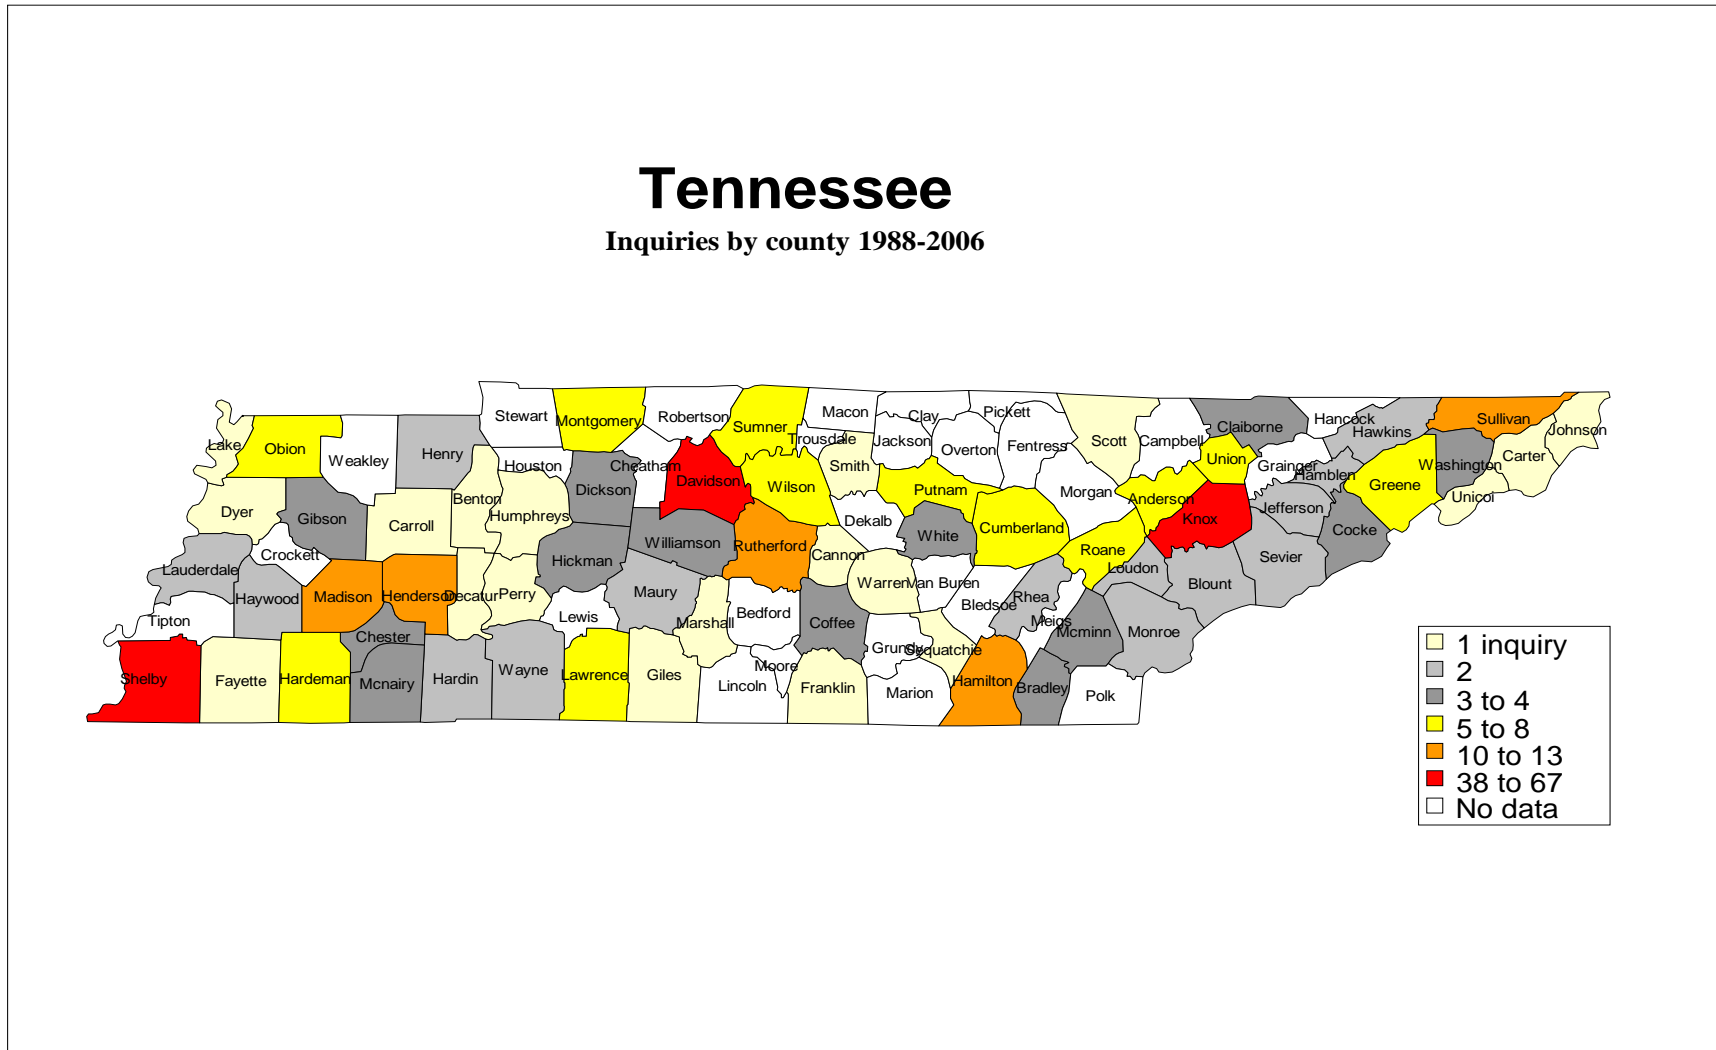 Tennessee
Inquiries by county 1988-2006
Stewart
Montgomery
Robertson
Sumner
Macon
Trousdale
Clay
Pickett
Jackson
Overton
Fentress
Scott
Campbell
Claiborne
Hancock
Hawkins
Sullivan
Johnson
Lake
Obion
Weakley
Henry
Houston
Cheatham
Davidson
Wilson
Smith
Putnam
Morgan
Anderson
Union
Grainger
Hamblen
Greene
Washington
Carter
Unicoi
Dyer
Gibson
Carroll
Benton
Humphreys
Dickson
Williamson
Rutherford
Cannon
Dekalb
White
Cumberland
Roane
Knox
Jefferson
Cocke
Sevier
Lauderdale
Crockett
Haywood
Madison
Henderson
Decatur
Perry
Hickman
Lewis
Maury
Marshall
Bedford
Coffee
Warren
Van Buren
Bledsoe
Rhea
Meigs
Loudon
Blount
Monroe
Mcminn
Tipton
Shelby
Fayette
Hardeman
Chester
Mcnairy
Hardin
Wayne
Lawrence
Giles
Lincoln
Moore
Franklin
Grundy
Sequatchie
Marion
Hamilton
Bradley
Polk
1 inquiry
2
3 to 4
5 to 8
10 to 13
38 to 67
No data